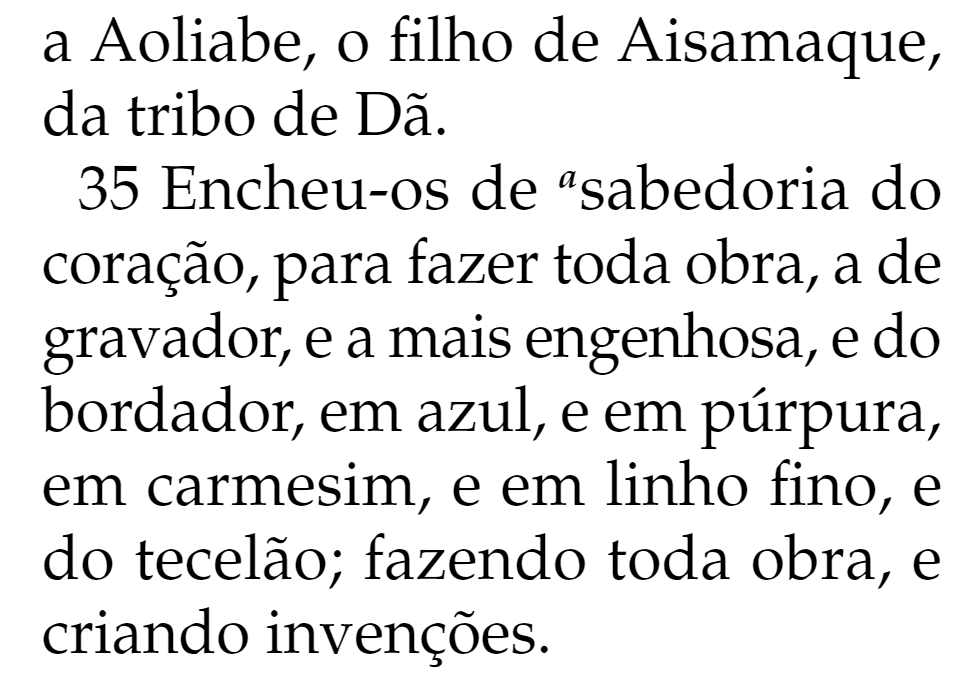 a Aoliabe, o filho de Aisamaque,
da tribo de Dã.
35 Encheu-os de ᵃsabedoria do
coração, para fazer toda obra, a de
gravador, e a mais engenhosa, e do
bordador, em azul, e em púrpura,
em carmesim, e em linho fino, e
do tecelão; fazendo toda obra, e
criando invenções.